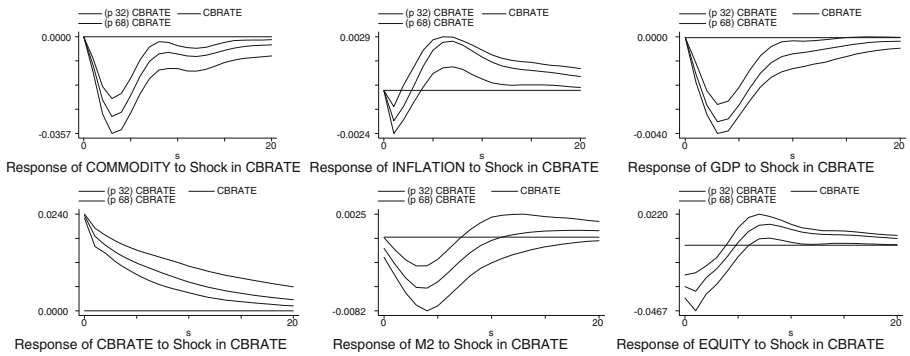 (p 32) CBRATE CBRATE
(p 68) CBRATE
0.0000
-0.0357
0 20
s
Response of COMMODITY to Shock in CBRATE
(p 32) CBRATE CBRATE
(p 68) CBRATE
0.0029
-0.0024
0 20
s
Response of INFLATION to Shock in CBRATE
(p 32) CBRATE CBRATE
(p 68) CBRATE
0.0000
-0.0040
0 20
s
Response of GDP to Shock in CBRATE
(p 32) CBRATE CBRATE
(p 68) CBRATE
0.0240
0.0000
0 20
s
Response of CBRATE to Shock in CBRATE
(p 32) CBRATE CBRATE
(p 68) CBRATE
0.0025
-0.0082
0 20
s
Response of M2 to Shock in CBRATE
(p 32) CBRATE CBRATE
(p 68) CBRATE
0.0220
-0.0467
0 20
s
Response of EQUITY to Shock in CBRATE